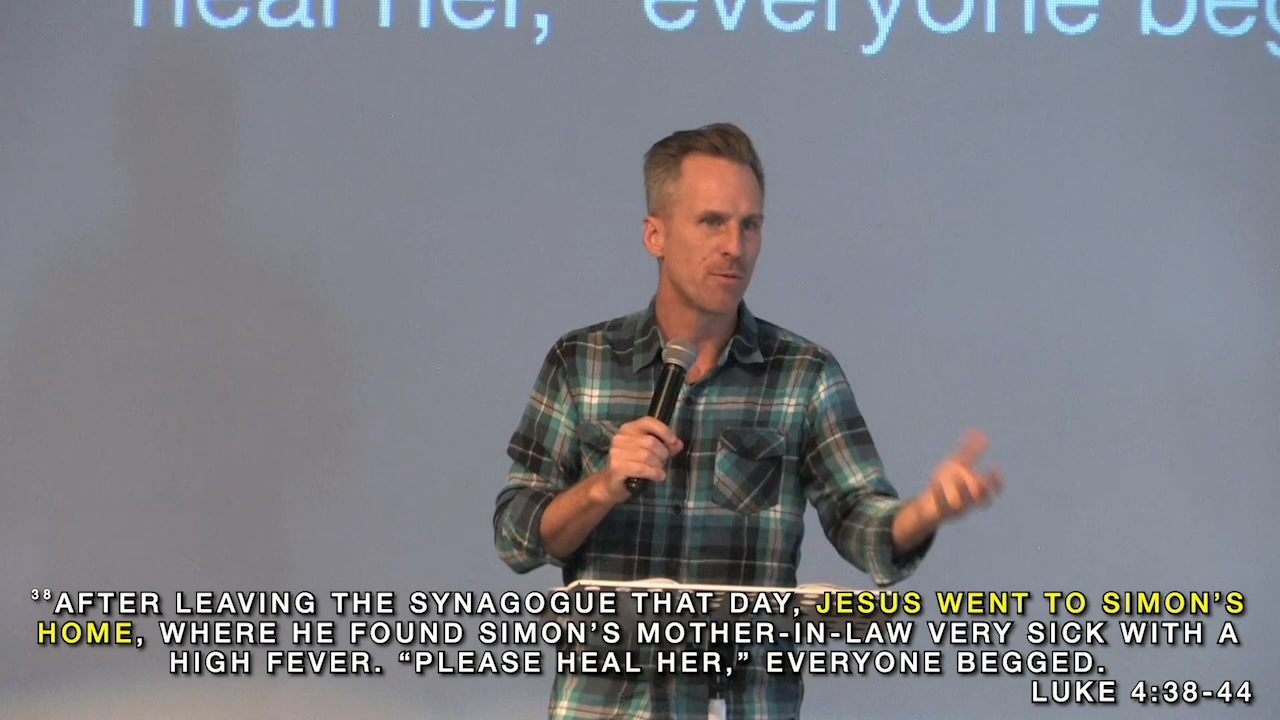 heal her," everyone beg
³⁸AFTER LEAVING THE SYNAGOGUE THAT DAY, JESUS WENT TO SIMON’S
HOME, WHERE HE FOUND SIMON’S MOTHER-IN-LAW VERY SICK WITH A
HIGH FEVER. “PLEASE HEAL HER,” EVERYONE BEGGED.
LUKE 4:38-44